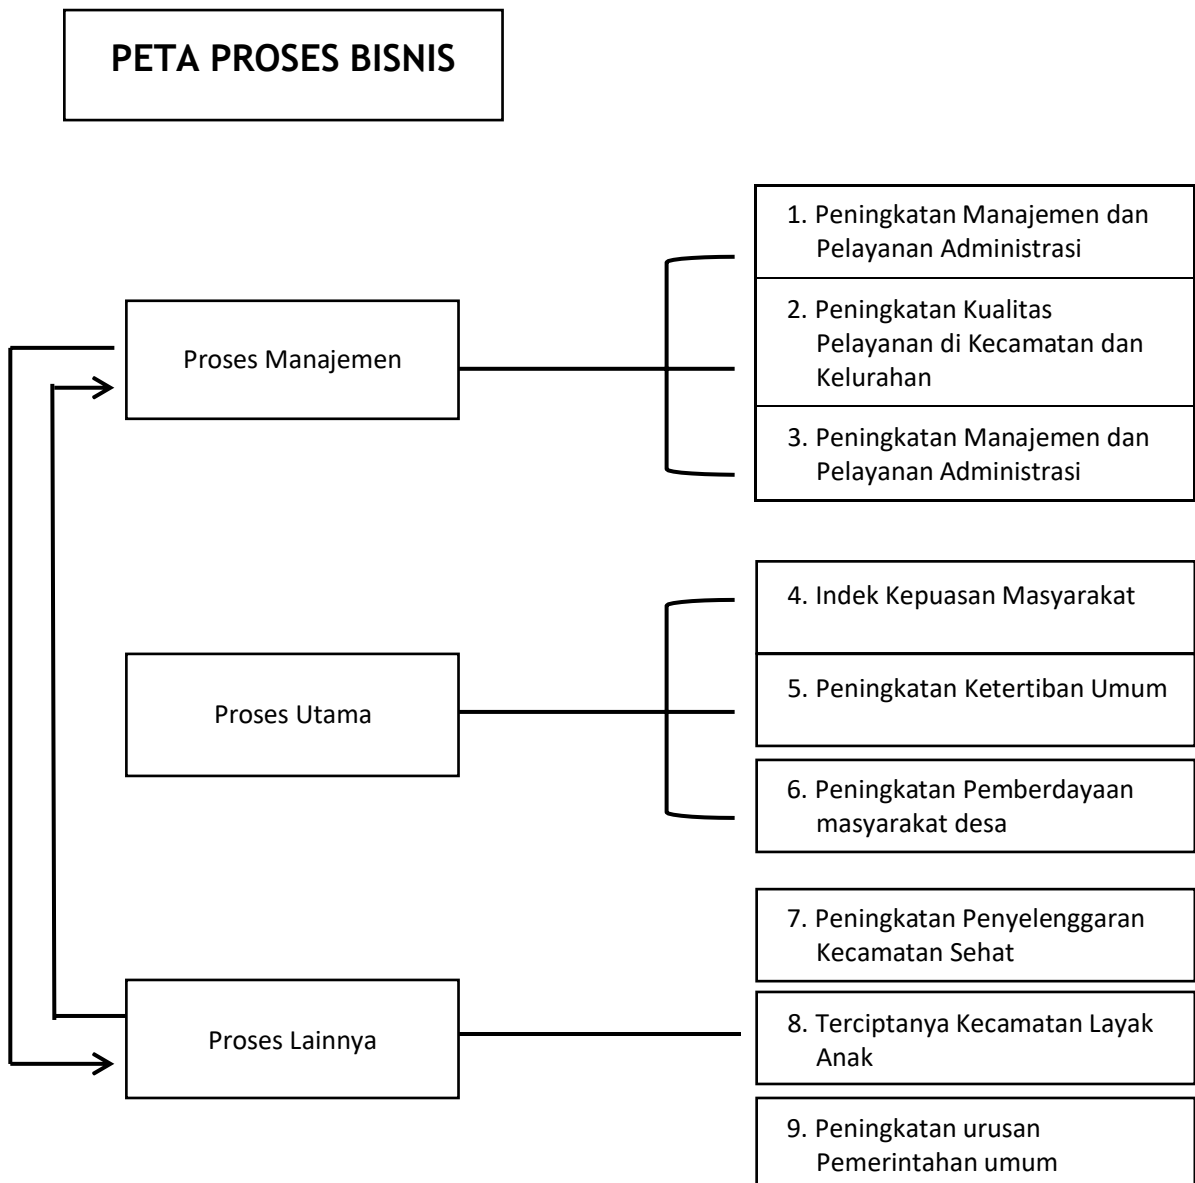 PETA PROSES BISNIS
1. Peningkatan Manajemen dan
Pelayanan Administrasi
2. Peningkatan Kualitas
Pelayanan di Kecamatan dan
Kelurahan
3. Peningkatan Manajemen dan
Pelayanan Administrasi
Proses Manajemen
4. Indek Kepuasan Masyarakat
5. Peningkatan Ketertiban Umum
6. Peningkatan Pemberdayaan
masyarakat desa
Proses Utama
7. Peningkatan Penyelenggaran
Kecamatan Sehat
8. Terciptanya Kecamatan Layak
Anak
9. Peningkatan urusan
Pemerintahan umum
Proses Lainnya